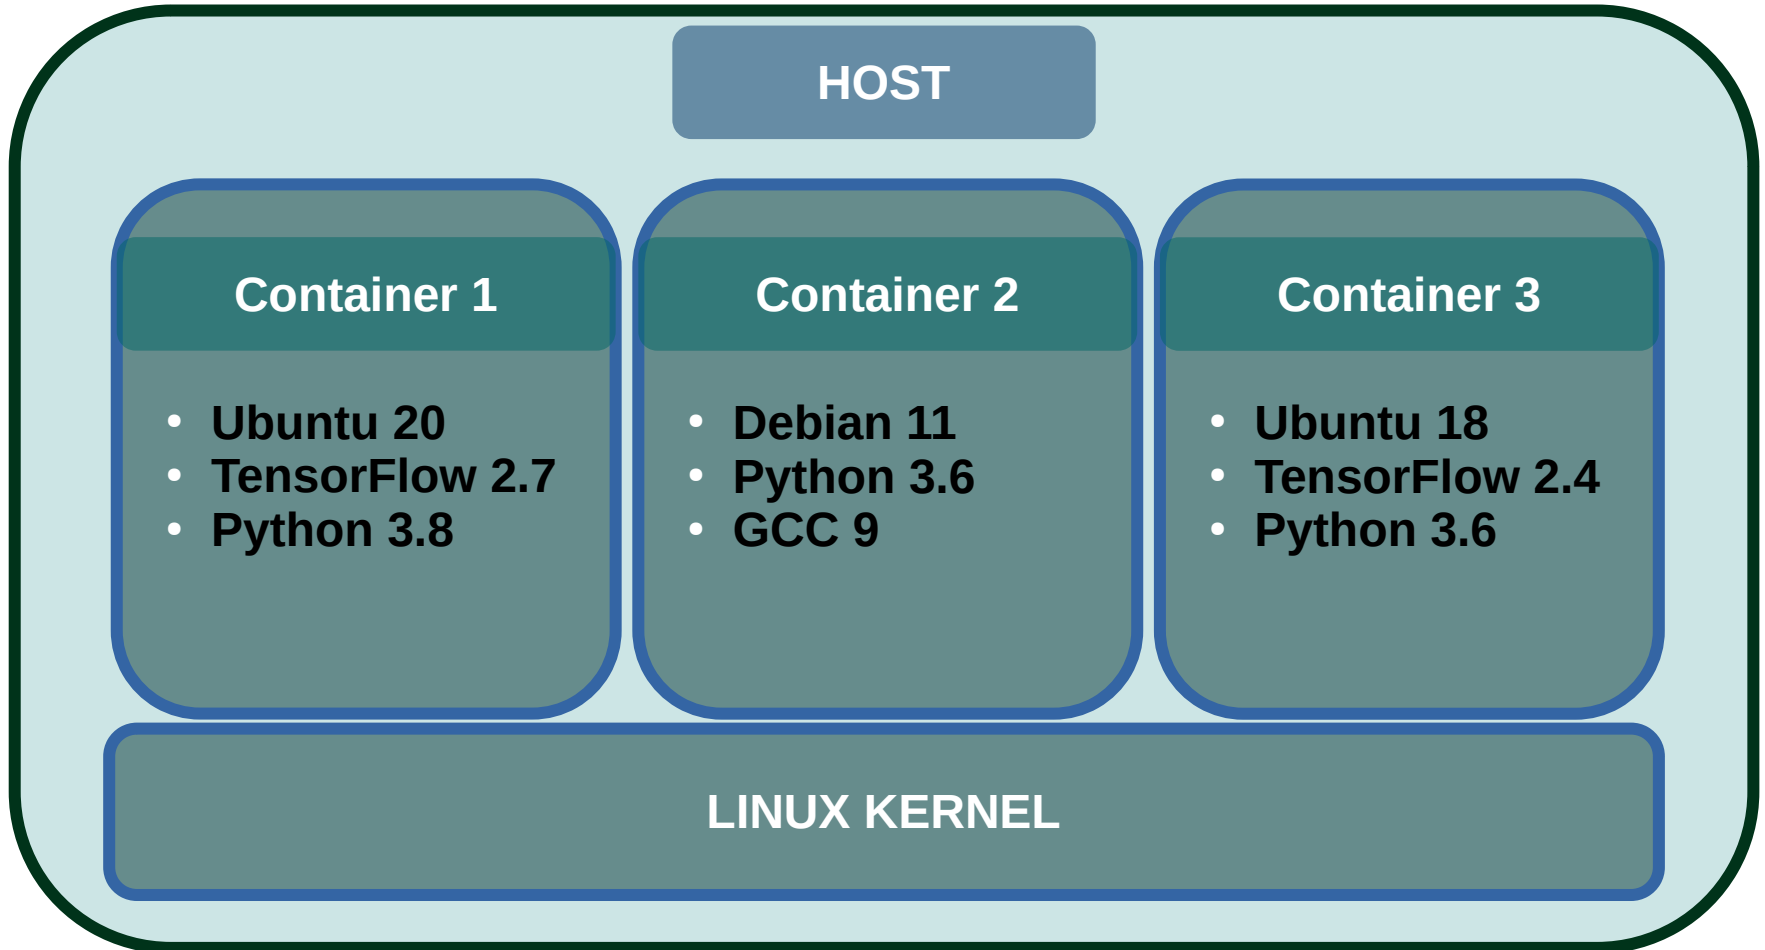 HOST
Container 1
• Ubuntu 20
• TensorFlow 2.7
• Python 3.8
Container 2
• Debian 11
• Python 3.6
• GCC 9
Container 3
• Ubuntu 18
• TensorFlow 2.4
• Python 3.6
LINUX KERNEL